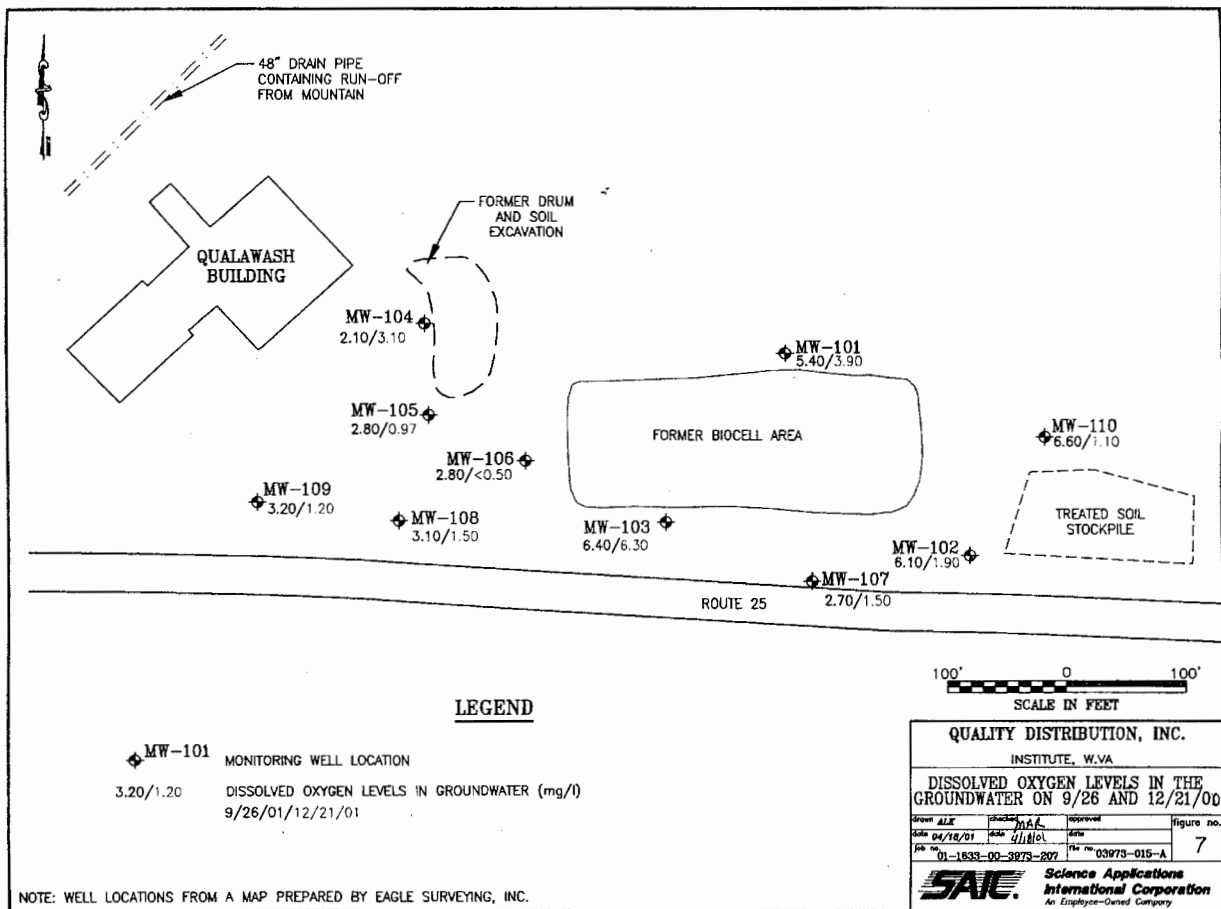 48" DRAIN PIPE
CONTAINING RUN-OFF
FROM MOUNTAIN
FORMER DRUM
AND SOIL
EXCAVATION
QUALAWASH
BUILDING
MW-104
2.10/3.10
MW-101
5.40/3.90
MW-105
2.80/0.97
FORMER BIOCELL AREA
MW-110
6.60/1.10
MW-106
2.80/<0.50
MW-109
3.20/1.20
MW-108
3.10/1.50
MW-103
6.40/6.30
TREATED SOIL
STOCKPILE
MW-102
6.10/1.90
MW-107
2.70/1.50
ROUTE 25
100' 0 100'
SCALE IN FEET
LEGEND
MW-101 MONITORING WELL LOCATION
3.20/1.20 DISSOLVED OXYGEN LEVELS IN GROUNDWATER (mg/l)
9/26/01/12/21/01
QUALITY DISTRIBUTION, INC.
INSTITUTE, W.VA
DISSOLVED OXYGEN LEVELS IN THE
GROUNDWATER ON 9/26 AND 12/21/00
drawn ALK checked MAR approved figure no.
date 04/18/01 date 4/18/01 date 7
job no. 01-1633-00-3973-207 file no. 03973-015-A
SAIC. Science Applications
International Corporation
An Employee-Owned Company
NOTE: WELL LOCATIONS FROM A MAP PREPARED BY EAGLE SURVEYING, INC.